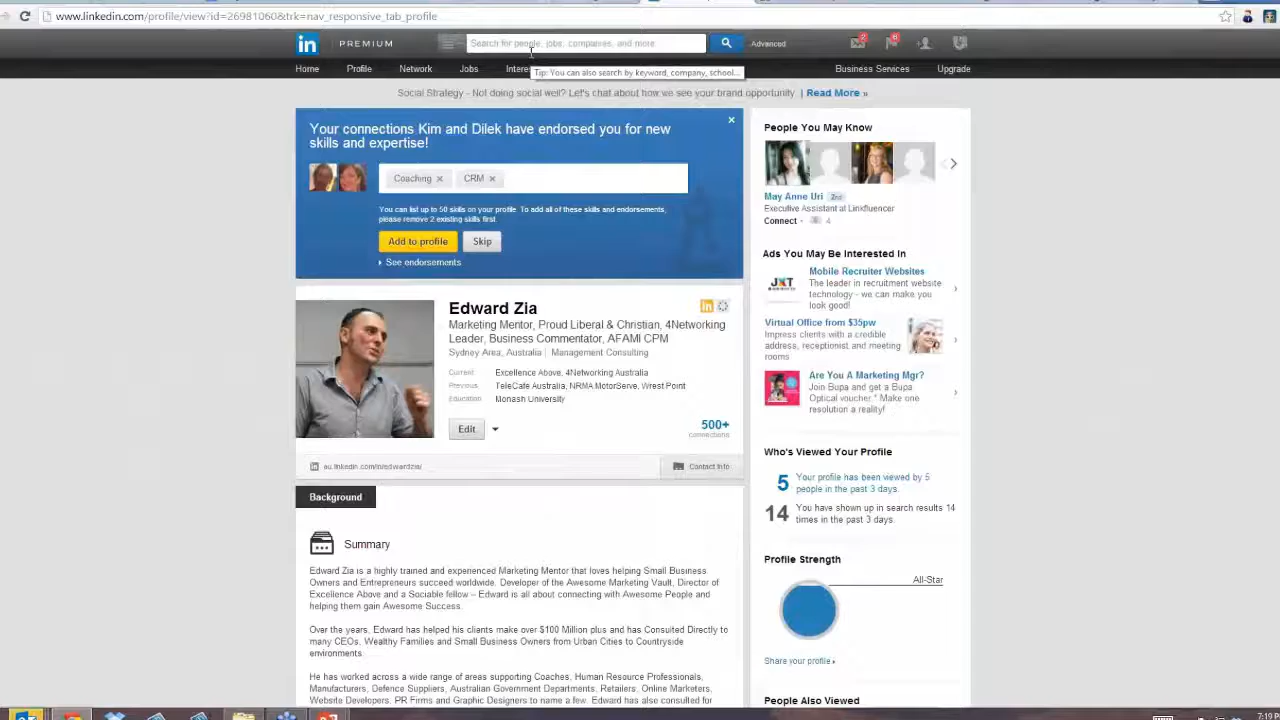 www.linkedin.com/profile/view?id=26981060&trk=nav_responsive_tab_profile
in PREMIUM
Search for people, jobs, companies, and more
Advanced
2
6
Home Profile Network Jobs
Business Services Upgrade
Tip: You can also search by keyword, company, school...
Social Strategy - Not doing social well? Let's chat about how we see your brand opportunity. | Read More »
Your connections Kim and Dilek have endorsed you for new
skills and expertise!
Coaching × CRM ×
You can list up to 50 skills on your profile. To add all of these skills and endorsements,
please remove 2 existing skills first.
Add to profile Skip
See endorsements
Edward Zia
Marketing Mentor, Proud Liberal & Christian, 4Networking
Leader, Business Commentator, AFAMI CPM
Sydney Area, Australia | Management Consulting
Current Excellence Above, 4Networking Australia
Previous TeleCafe Australia, NRMA MotorServe, Wrest Point
Education Monash University
Edit
500+
connections
au.linkedin.com/in/edwardzia/
Contact Info
Background
Summary
Edward Zia is a highly trained and experienced Marketing Mentor that loves helping Small Business
Owners and Entrepreneurs succeed worldwide. Developer of the Awesome Marketing Vault, Director of
Excellence Above and a Sociable fellow – Edward is all about connecting with Awesome People and
helping them gain Awesome Success.
Over the years, Edward has helped his clients make over $100 Million plus and has Consulted Directly to
many CEOs, Wealthy Families and Small Business Owners from Urban Cities to Countryside
environments.
He has worked across a wide range of areas supporting Coaches, Human Resource Professionals,
Manufacturers, Defence Suppliers, Australian Government Departments, Retailers, Online Marketers,
Website Developers, PR Firms and Graphic Designers to name a few. Edward has also consulted for
People You May Know
May Anne Uri 2nd
Executive Assistant at Linkfluencer
Connect 4
Ads You May Be Interested In
Mobile Recruiter Websites
The leader in recruitment website
technology - we can make you
look good!
Virtual Office from $35pw
Impress clients with a credible
address, receptionist and meeting
rooms
Are You A Marketing Mgr?
Join Bupa and get a Bupa
Optical voucher.* Make one
resolution a reality!
Who's Viewed Your Profile
5 Your profile has been viewed by 5
people in the past 3 days.
14 You have shown up in search results 14
times in the past 3 days.
Profile Strength
All-Star
Share your profile
People Also Viewed